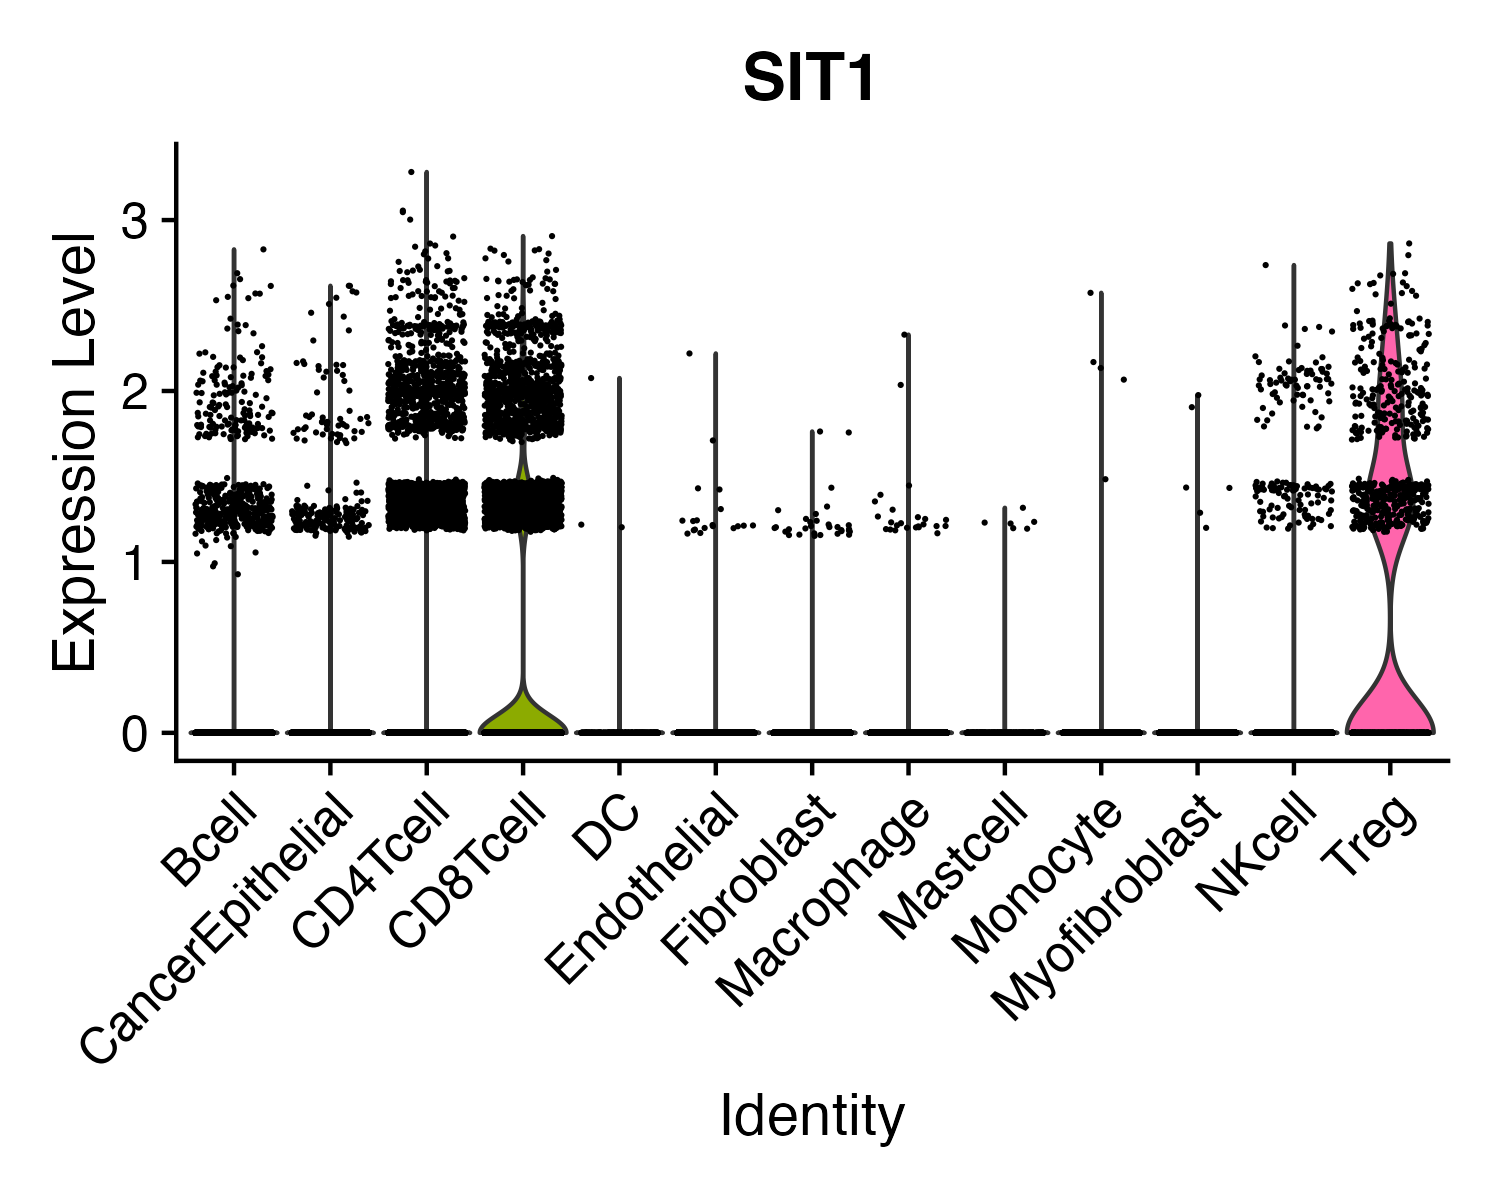 SIT1
Expression Level
3
2
1
0
Bcell
CancerEpithelial
CD4Tcell
CD8Tcell
DC
Endothelial
Fibroblast
Macrophage
Mastcell
Monocyte
Myofibroblast
NKcell
Treg
Identity